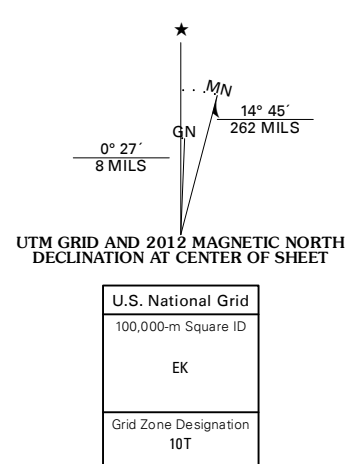 ★
MN
14° 45´
262 MILS
GN
0° 27´
8 MILS
UTM GRID AND 2012 MAGNETIC NORTH
DECLINATION AT CENTER OF SHEET
U.S. National Grid
100,000-m Square ID
EK
Grid Zone Designation
10T